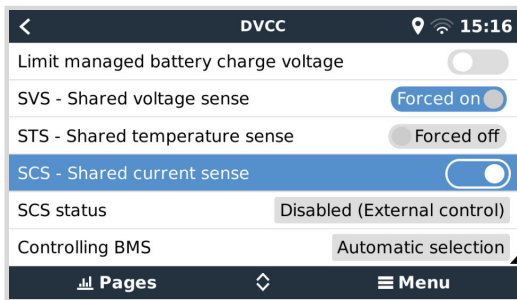 DVCC 15:16
Limit managed battery charge voltage
SVS - Shared voltage sense Forced on
STS - Shared temperature sense Forced off
SCS - Shared current sense
SCS status Disabled (External control)
Controlling BMS Automatic selection
Pages Menu